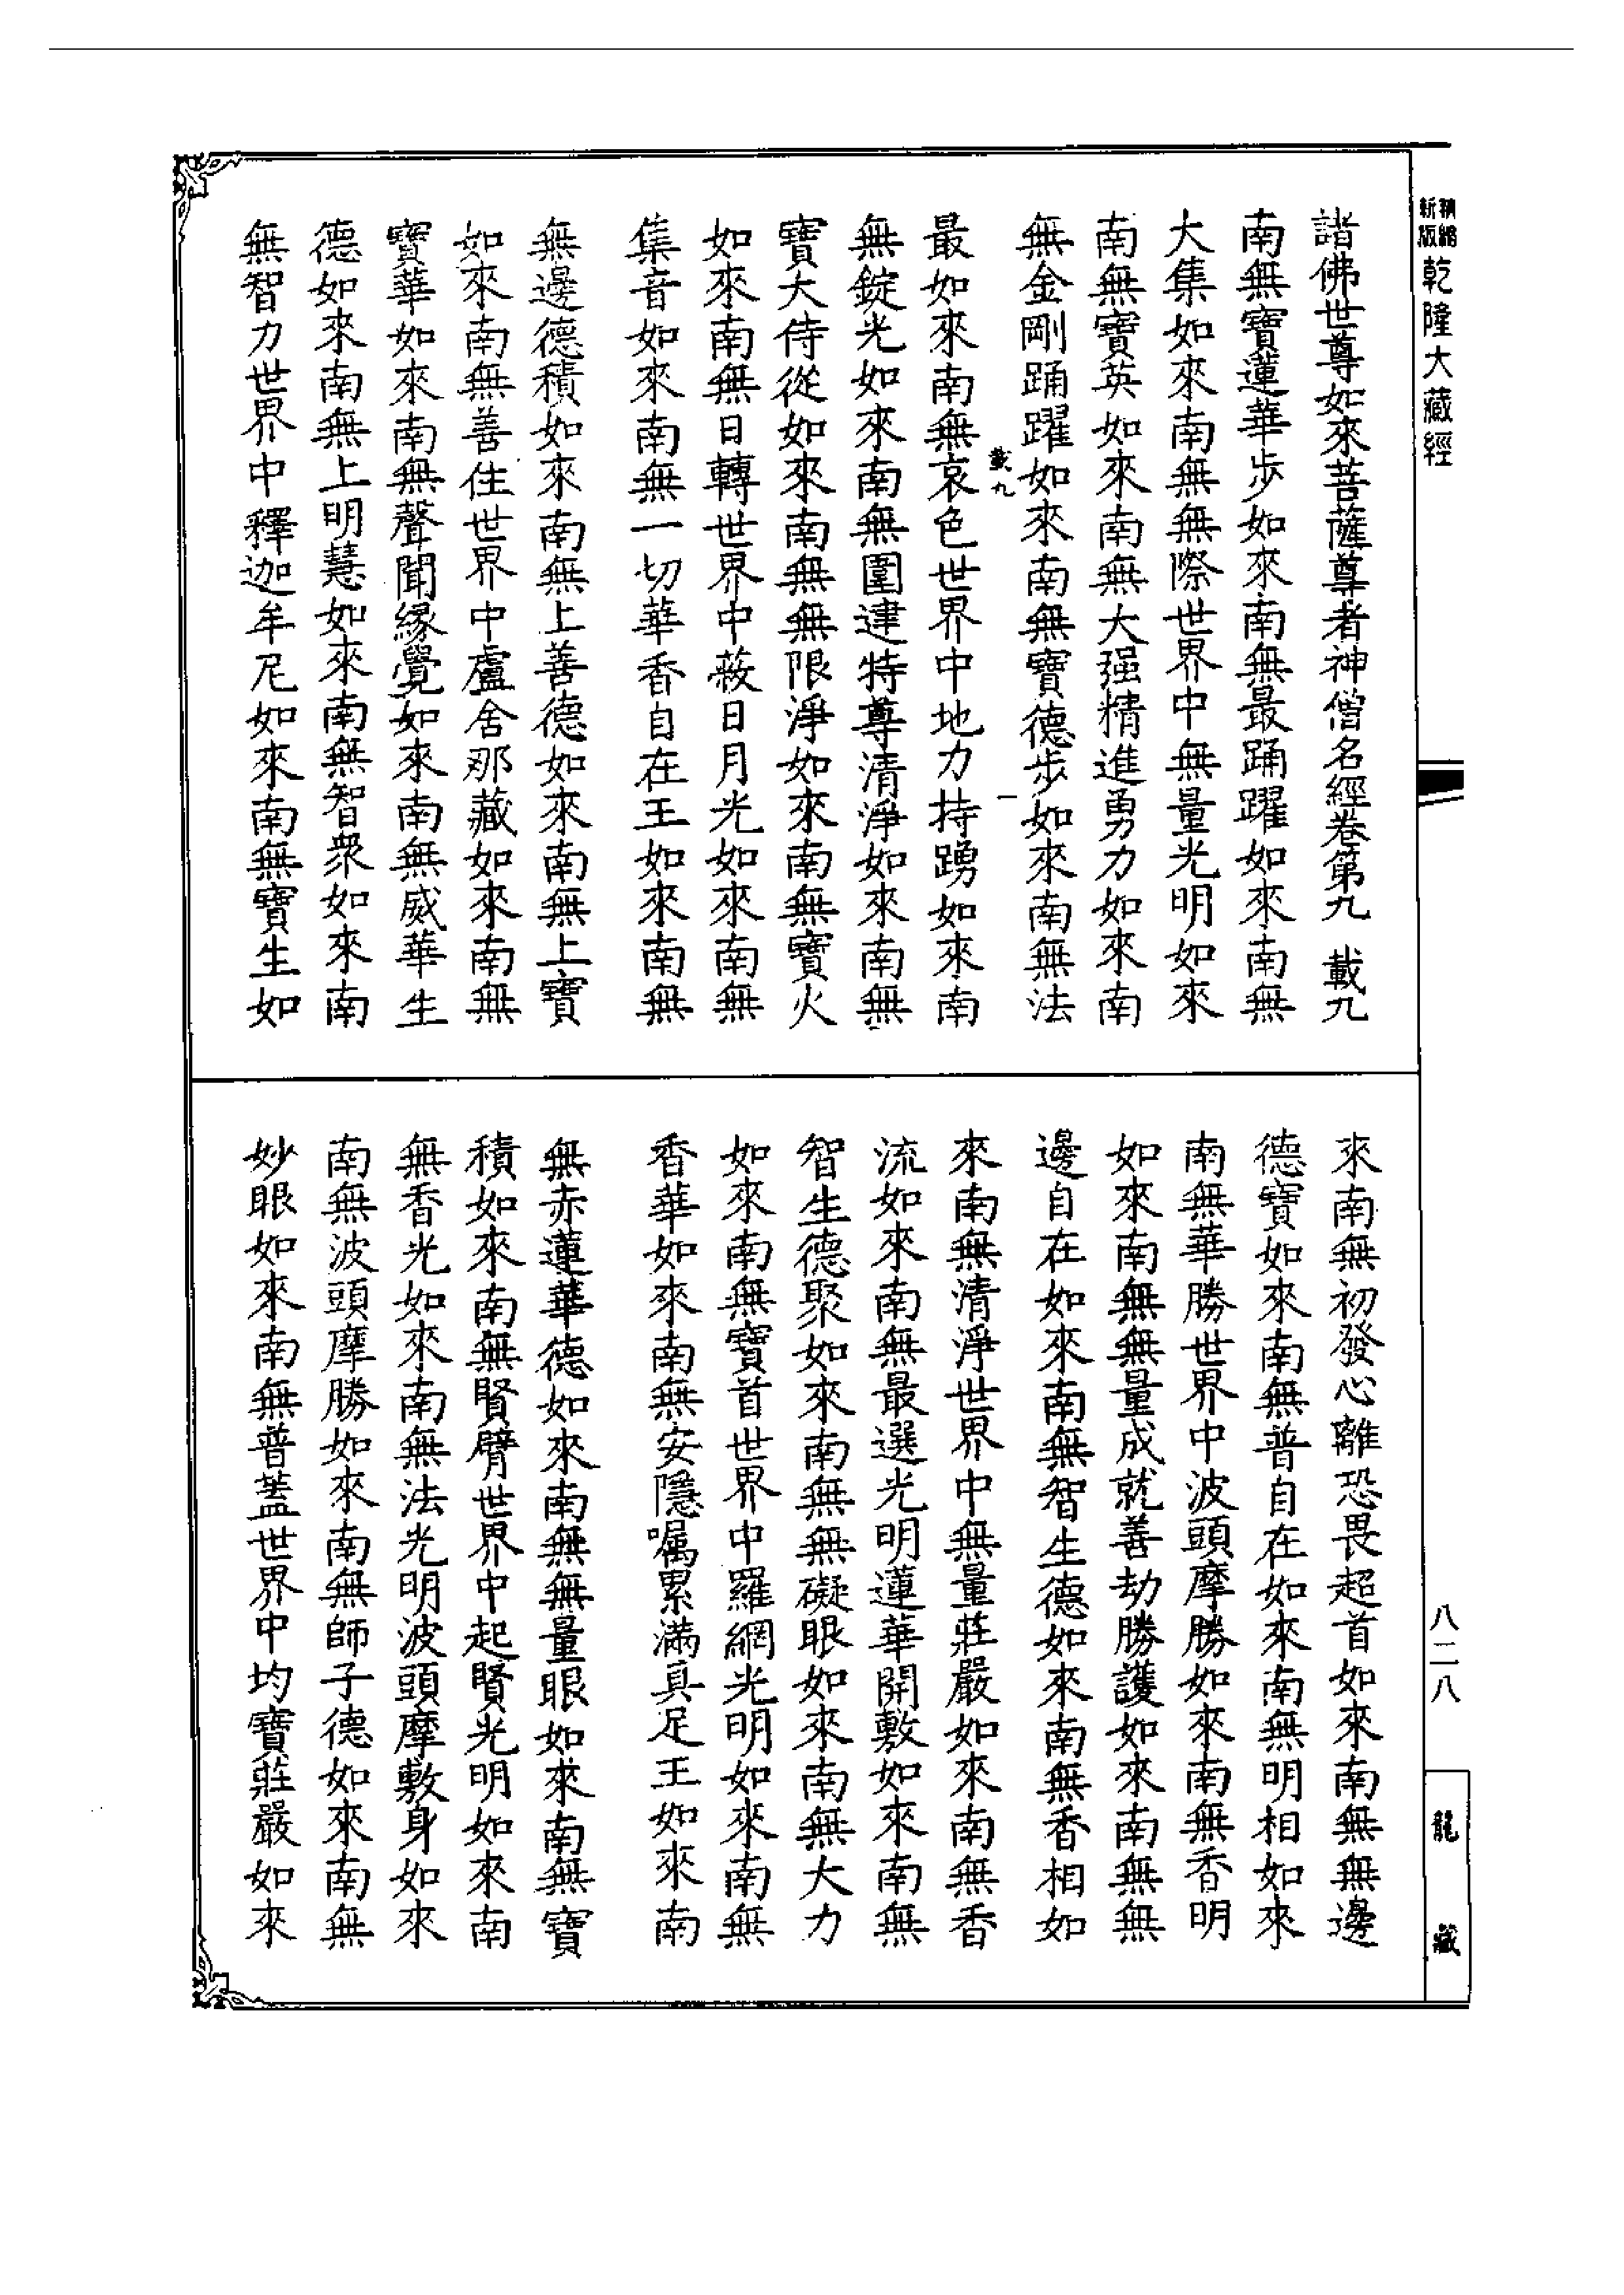 精縮新版乾隆大藏經
諸佛世尊如來菩薩尊者神僧名經卷第九　載九
南無寶蓮華步如來南無最踊躍如來南無
大集如來南無無際世界中無量光明如來
南無寶英如來南無大强精進勇力如來南
無金剛踊躍如來南無寶德步如來南無法
載九　一
最如來南無哀色世界中地力持踴如來南
無錠光如來南無圍遶特尊清淨如來南無
寶大侍從如來南無無限淨如來南無寶火
如來南無日轉世界中蔽日月光如來南無
集音如來南無一切華香自在王如來南無
無邊德積如來南無上善德如來南無上寶
如來南無善住世界中盧舍那藏如來南無
寶華如來南無聲聞緣覺如來南無威華生
德如來南無上明慧如來南無智衆如來南
無智力世界中釋迦牟尼如來南無寶生如
來南無初發心離恐畏超首如來南無無邊
德寶如來南無普自在如來南無明相如來
南無華勝世界中波頭摩勝如來南無香明
如來南無無量成就善劫勝護如來南無無
邊自在如來南無智生德如來南無香相如
來南無清淨世界中無量莊嚴如來南無香
流如來南無最選光明蓮華開敷如來南無
智生德聚如來南無無礙眼如來南無大力
如來南無寶首世界中羅網光明如來南無
香華如來南無安隱囑累滿具足王如來南
無赤蓮華德如來南無無量眼如來南無寶
積如來南無賢臂世界中起賢光明如來南
無香光如來南無法光明波頭摩敷身如來
南無波頭摩勝如來南無師子德如來南無
妙眼如來南無普蓋世界中均寶莊嚴如來
八二八
龍藏